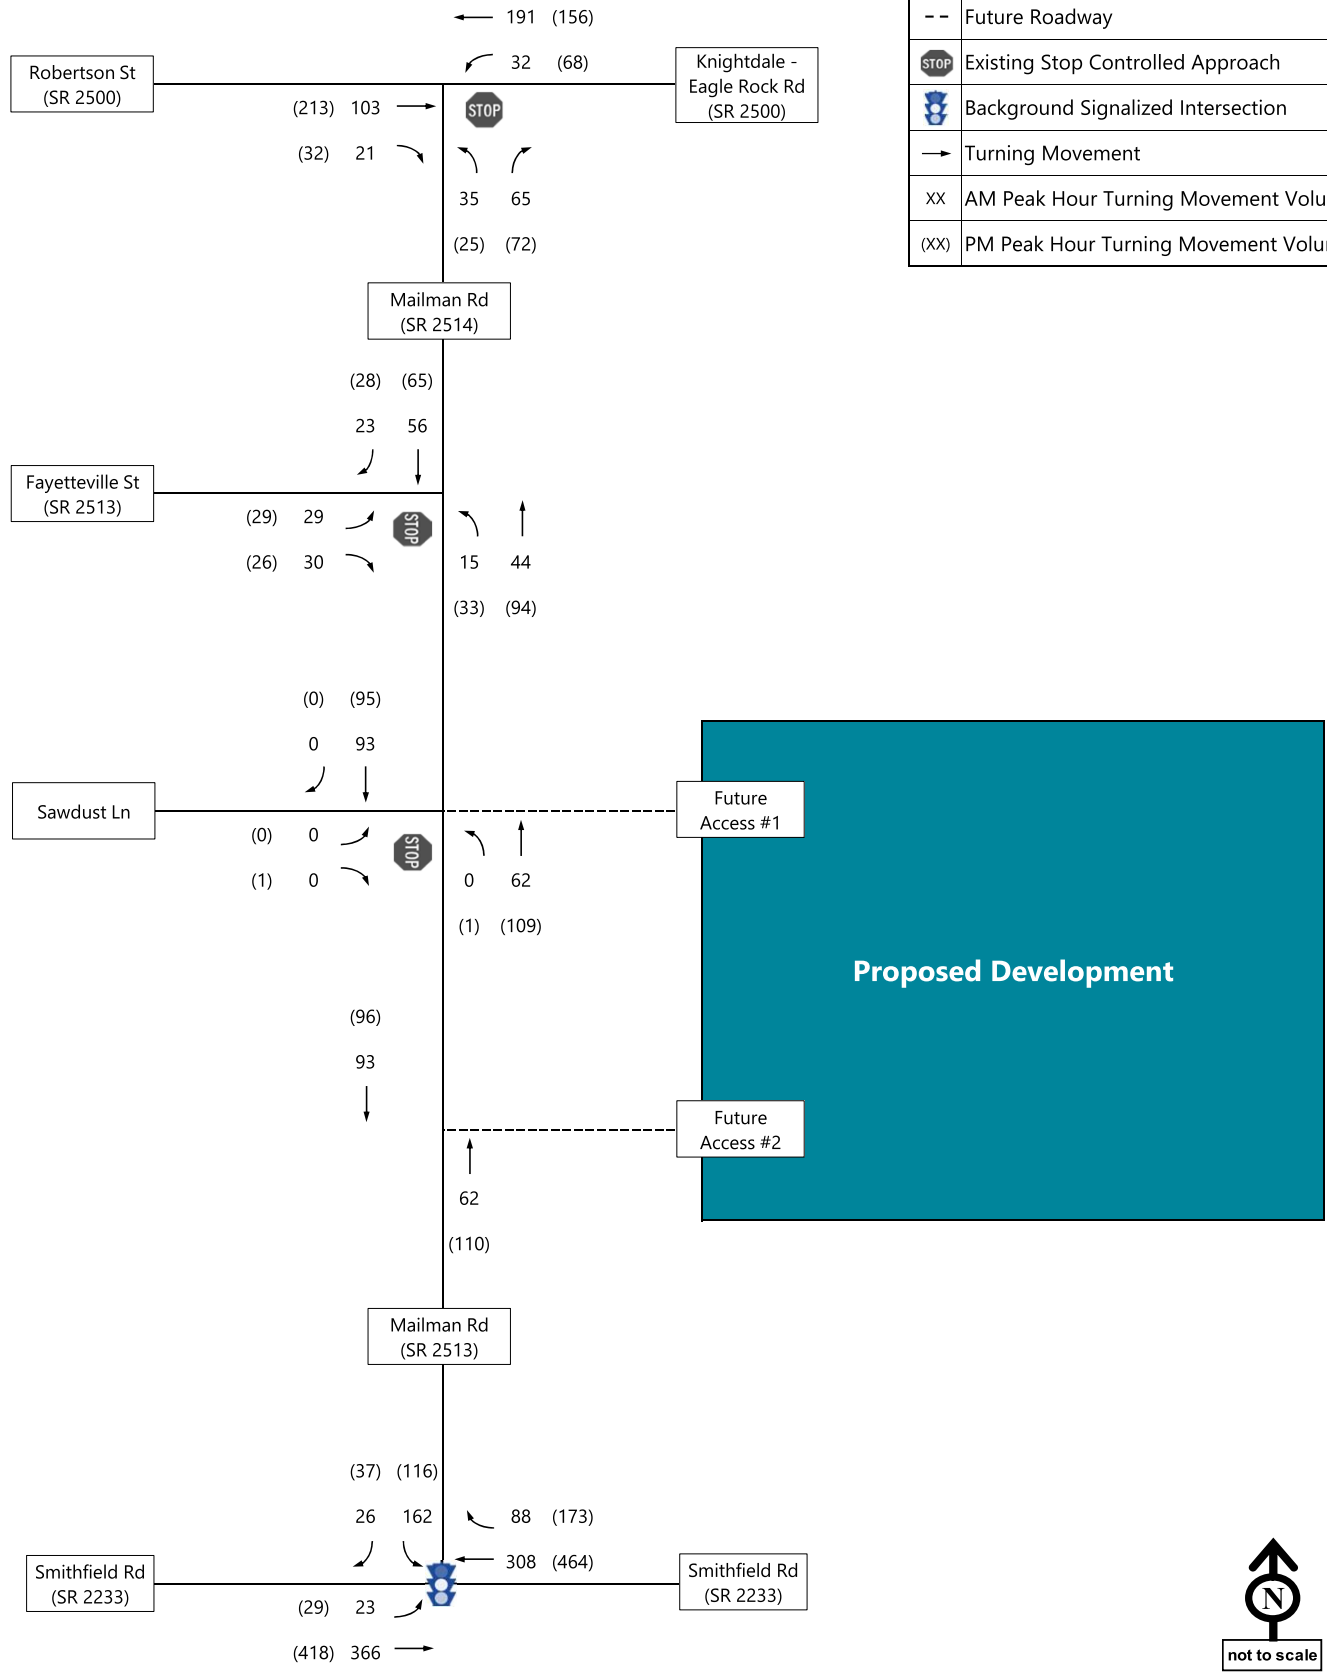 191 (156)
-- Future Roadway
Robertson St
(SR 2500)
32 (68)
Knightdale -
Eagle Rock Rd
(SR 2500)
STOP Existing Stop Controlled Approach
(213) 103
STOP
Background Signalized Intersection
(32) 21
Turning Movement
35 65
XX AM Peak Hour Turning Movement Volu
(25) (72)
(XX) PM Peak Hour Turning Movement Volu
Mailman Rd
(SR 2514)
(28) (65)
23 56
Fayetteville St
(SR 2513)
(29) 29
STOP
(26) 30
15 44
(33) (94)
(0) (95)
0 93
Sawdust Ln
Future
Access #1
(0) 0
STOP
(1) 0
0 62
(1) (109)
Proposed Development
(96)
93
Future
Access #2
62
(110)
Mailman Rd
(SR 2513)
(37) (116)
26 162
88 (173)
308 (464)
Smithfield Rd
(SR 2233)
Smithfield Rd
(SR 2233)
(29) 23
(418) 366
N
not to scale